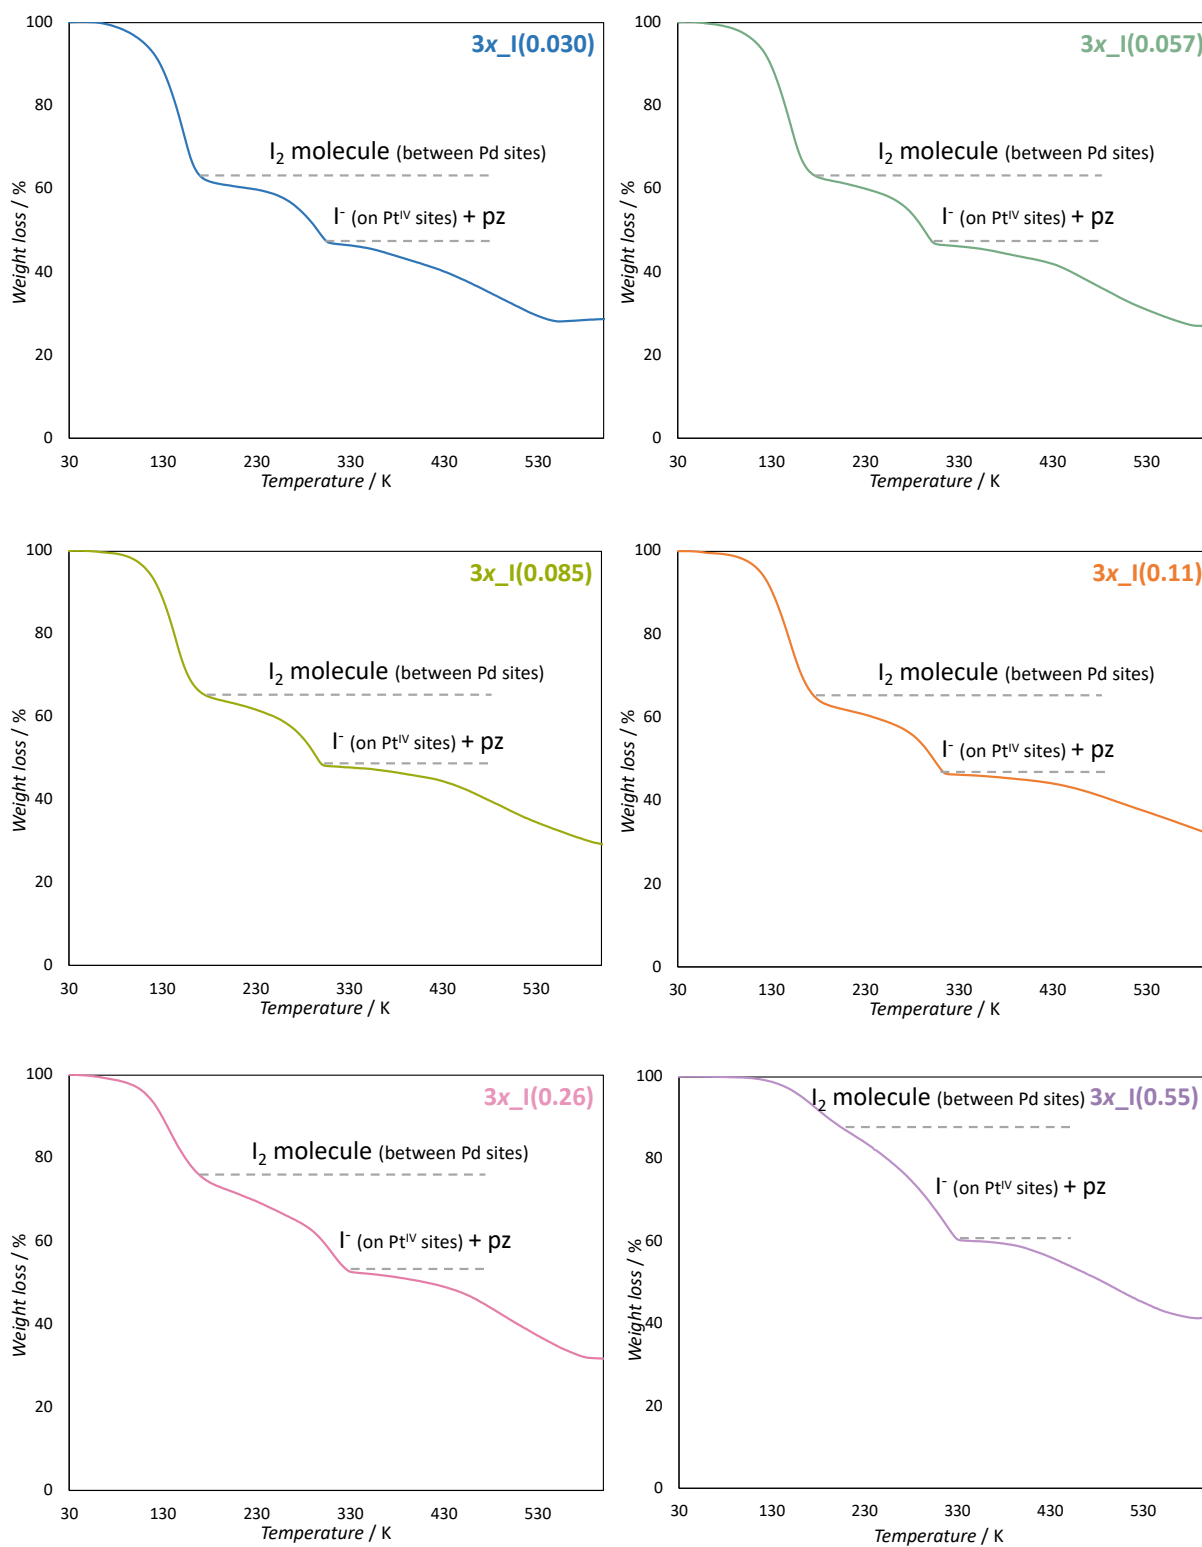 3x_I(0.030)
100
80
60
40
20
0
Weight loss / %
I₂ molecule (between Pd sites)
I⁻ (on Ptᴵⱽ sites) + pz
30 130 230 330 430 530
Temperature / K
3x_I(0.057)
100
80
60
40
20
0
Weight loss / %
I₂ molecule (between Pd sites)
I⁻ (on Ptᴵⱽ sites) + pz
30 130 230 330 430 530
Temperature / K
3x_I(0.085)
100
80
60
40
20
0
Weight loss / %
I₂ molecule (between Pd sites)
I⁻ (on Ptᴵⱽ sites) + pz
30 130 230 330 430 530
Temperature / K
3x_I(0.11)
100
80
60
40
20
0
Weight loss / %
I₂ molecule (between Pd sites)
I⁻ (on Ptᴵⱽ sites) + pz
30 130 230 330 430 530
Temperature / K
3x_I(0.26)
100
80
60
40
20
0
Weight loss / %
I₂ molecule (between Pd sites)
I⁻ (on Ptᴵⱽ sites) + pz
30 130 230 330 430 530
Temperature / K
I₂ molecule (between Pd sites) 3x_I(0.55)
100
80
60
40
20
0
Weight loss / %
I⁻ (on Ptᴵⱽ sites) + pz
30 130 230 330 430 530
Temperature / K